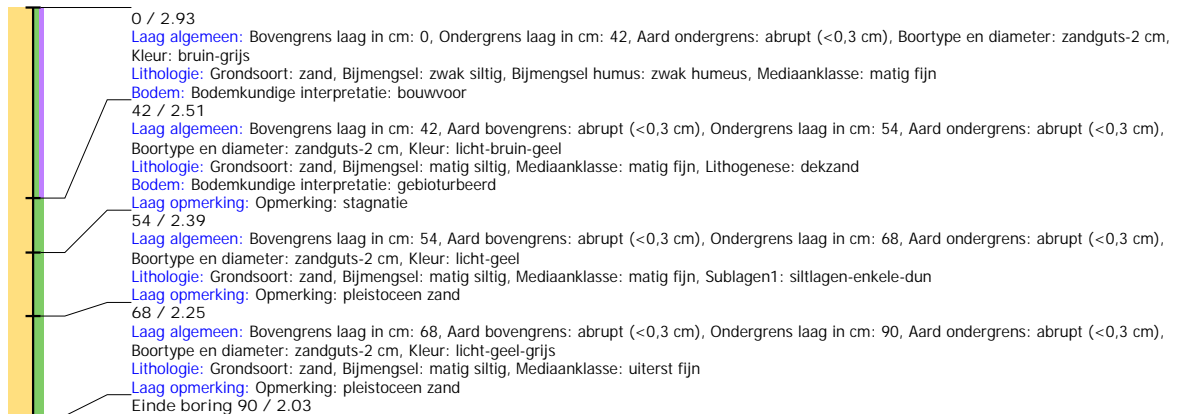 0 / 2.93
Laag algemeen: Bovengrens laag in cm: 0, Ondergrens laag in cm: 42, Aard ondergrens: abrupt (<0,3 cm), Boortype en diameter: zandguts-2 cm,
Kleur: bruin-grijs
Lithologie: Grondsoort: zand, Bijmengsel: zwak siltig, Bijmengsel humus: zwak humeus, Mediaanklasse: matig fijn
Bodem: Bodemkundige interpretatie: bouwvoor
42 / 2.51
Laag algemeen: Bovengrens laag in cm: 42, Aard bovengrens: abrupt (<0,3 cm), Ondergrens laag in cm: 54, Aard ondergrens: abrupt (<0,3 cm),
Boortype en diameter: zandguts-2 cm, Kleur: licht-bruin-geel
Lithologie: Grondsoort: zand, Bijmengsel: matig siltig, Mediaanklasse: matig fijn, Lithogenese: dekzand
Bodem: Bodemkundige interpretatie: gebioturbeerd
Laag opmerking: Opmerking: stagnatie
54 / 2.39
Laag algemeen: Bovengrens laag in cm: 54, Aard bovengrens: abrupt (<0,3 cm), Ondergrens laag in cm: 68, Aard ondergrens: abrupt (<0,3 cm),
Boortype en diameter: zandguts-2 cm, Kleur: licht-geel
Lithologie: Grondsoort: zand, Bijmengsel: matig siltig, Mediaanklasse: matig fijn, Sublagen1: siltlagen-enkele-dun
Laag opmerking: Opmerking: pleistoceen zand
68 / 2.25
Laag algemeen: Bovengrens laag in cm: 68, Aard bovengrens: abrupt (<0,3 cm), Ondergrens laag in cm: 90, Aard ondergrens: abrupt (<0,3 cm),
Boortype en diameter: zandguts-2 cm, Kleur: licht-geel-grijs
Lithologie: Grondsoort: zand, Bijmengsel: matig siltig, Mediaanklasse: uiterst fijn
Laag opmerking: Opmerking: pleistoceen zand
Einde boring 90 / 2.03